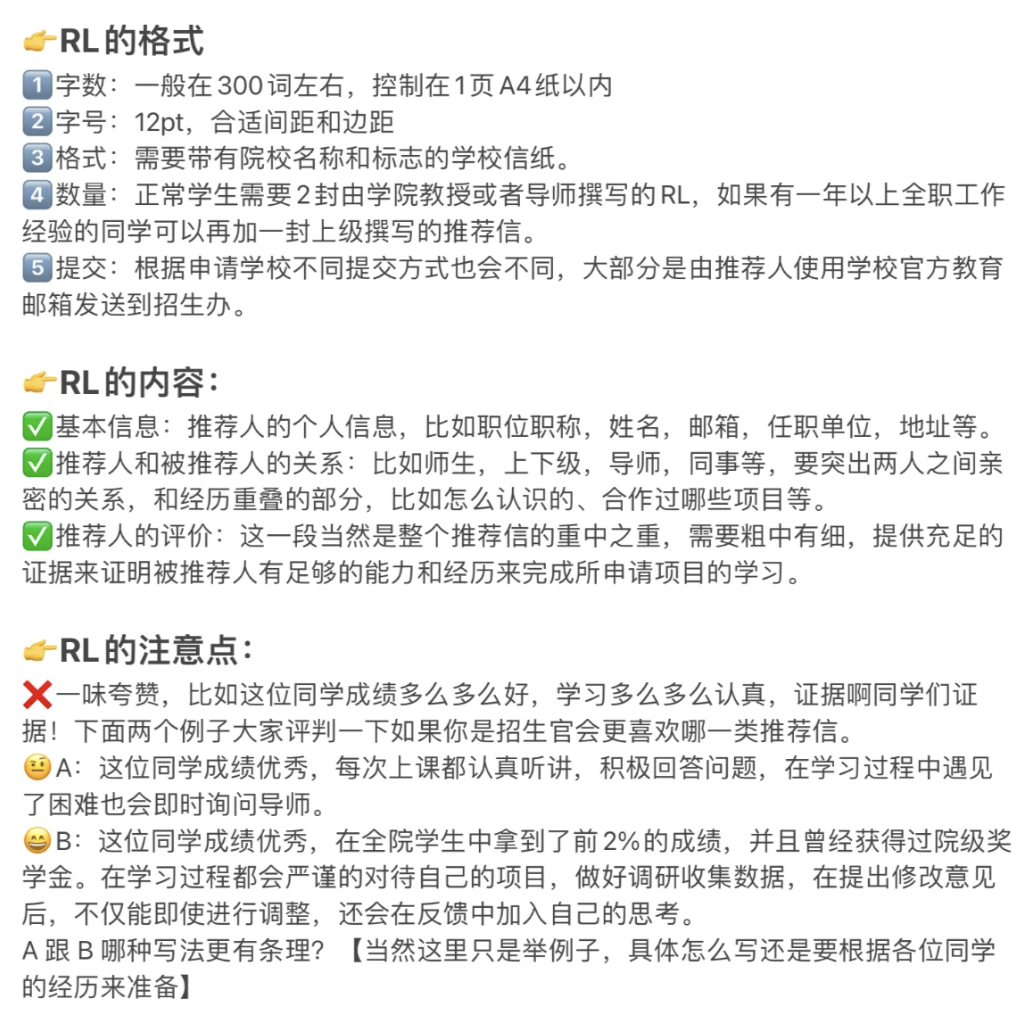 👉RL的格式
1️⃣字数：一般在300词左右，控制在1页A4纸以内
2️⃣字号：12pt，合适间距和边距
3️⃣格式：需要带有院校名称和标志的学校信纸。
4️⃣数量：正常学生需要2封由学院教授或者导师撰写的RL，如果有一年以上全职工作
经验的同学可以再加一封上级撰写的推荐信。
5️⃣提交：根据申请学校不同提交方式也会不同，大部分是由推荐人使用学校官方教育
邮箱发送到招生办。
👉RL的内容：
✅基本信息：推荐人的个人信息，比如职位职称，姓名，邮箱，任职单位，地址等。
✅推荐人和被推荐人的关系：比如师生，上下级，导师，同事等，要突出两人之间亲
密的关系，和经历重叠的部分，比如怎么认识的、合作过哪些项目等。
✅推荐人的评价：这一段当然是整个推荐信的重中之重，需要粗中有细，提供充足的
证据来证明被推荐人有足够的能力和经历来完成所申请项目的学习。
👉RL的注意点：
❌一味夸赞，比如这位同学成绩多么多么好，学习多么多么认真，证据啊同学们证
据！下面两个例子大家评判一下如果你是招生官会更喜欢哪一类推荐信。
🤨A：这位同学成绩优秀，每次上课都认真听讲，积极回答问题，在学习过程中遇见
了困难也会即时询问导师。
😄B：这位同学成绩优秀，在全院学生中拿到了前2%的成绩，并且曾经获得过院级奖
学金。在学习过程都会严谨的对待自己的项目，做好调研收集数据，在提出修改意见
后，不仅能即使进行调整，还会在反馈中加入自己的思考。
A 跟 B 哪种写法更有条理？【当然这里只是举例子，具体怎么写还是要根据各位同学
的经历来准备】